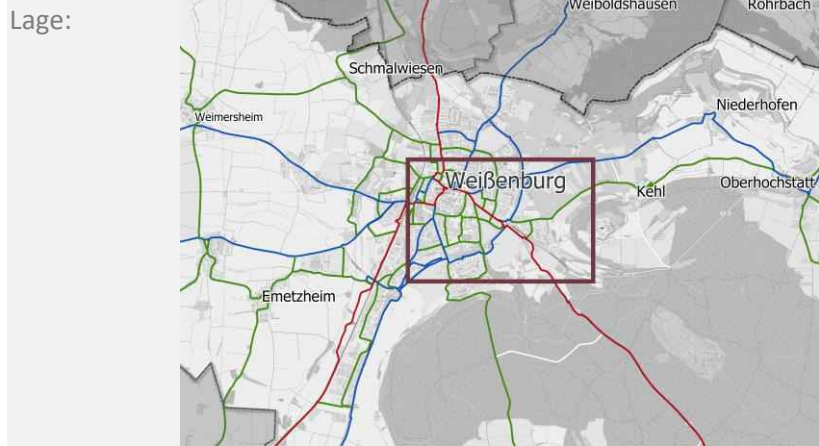 Lage:
Weiboldshausen
Rohrbach
Schmalwiesen
Niederhofen
Weimersheim
Weißenburg
Kehl
Oberhochstatt
Emetzheim